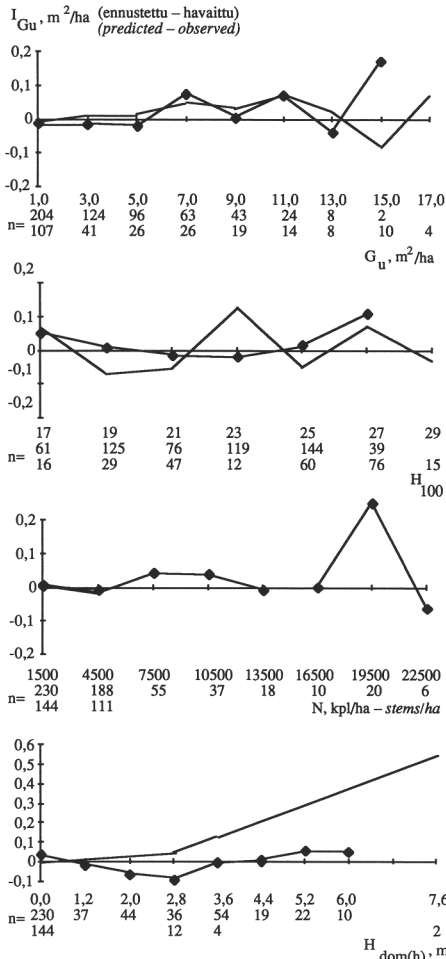 I Gu , m²/ha (ennustettu – havaittu)
(predicted – observed)
0,2
0,1
0
-0,1
-0,2
1,0 3,0 5,0 7,0 9,0 11,0 13,0 15,0 17,0
204 124 96 63 43 24 8 2
n= 107 41 26 26 19 14 8 10 4
G u , m²/ha
0,2
0,1
0
-0,1
-0,2
17 19 21 23 25 27 29
61 125 76 119 144 39
n= 16 29 47 12 60 76 15
H 100
0,2
0,1
0
-0,1
-0,2
1500 4500 7500 10500 13500 16500 19500 22500
n= 230 188 55 37 18 10 20 6
144 111 N, kpl/ha – stems/ha
0,6
0,5
0,4
0,3
0,2
0,1
0
-0,1
0,0 1,2 2,0 2,8 3,6 4,4 5,2 6,0 7,6
n= 230 37 44 36 54 19 22 10
144 12 4 2
H dom(h) , m